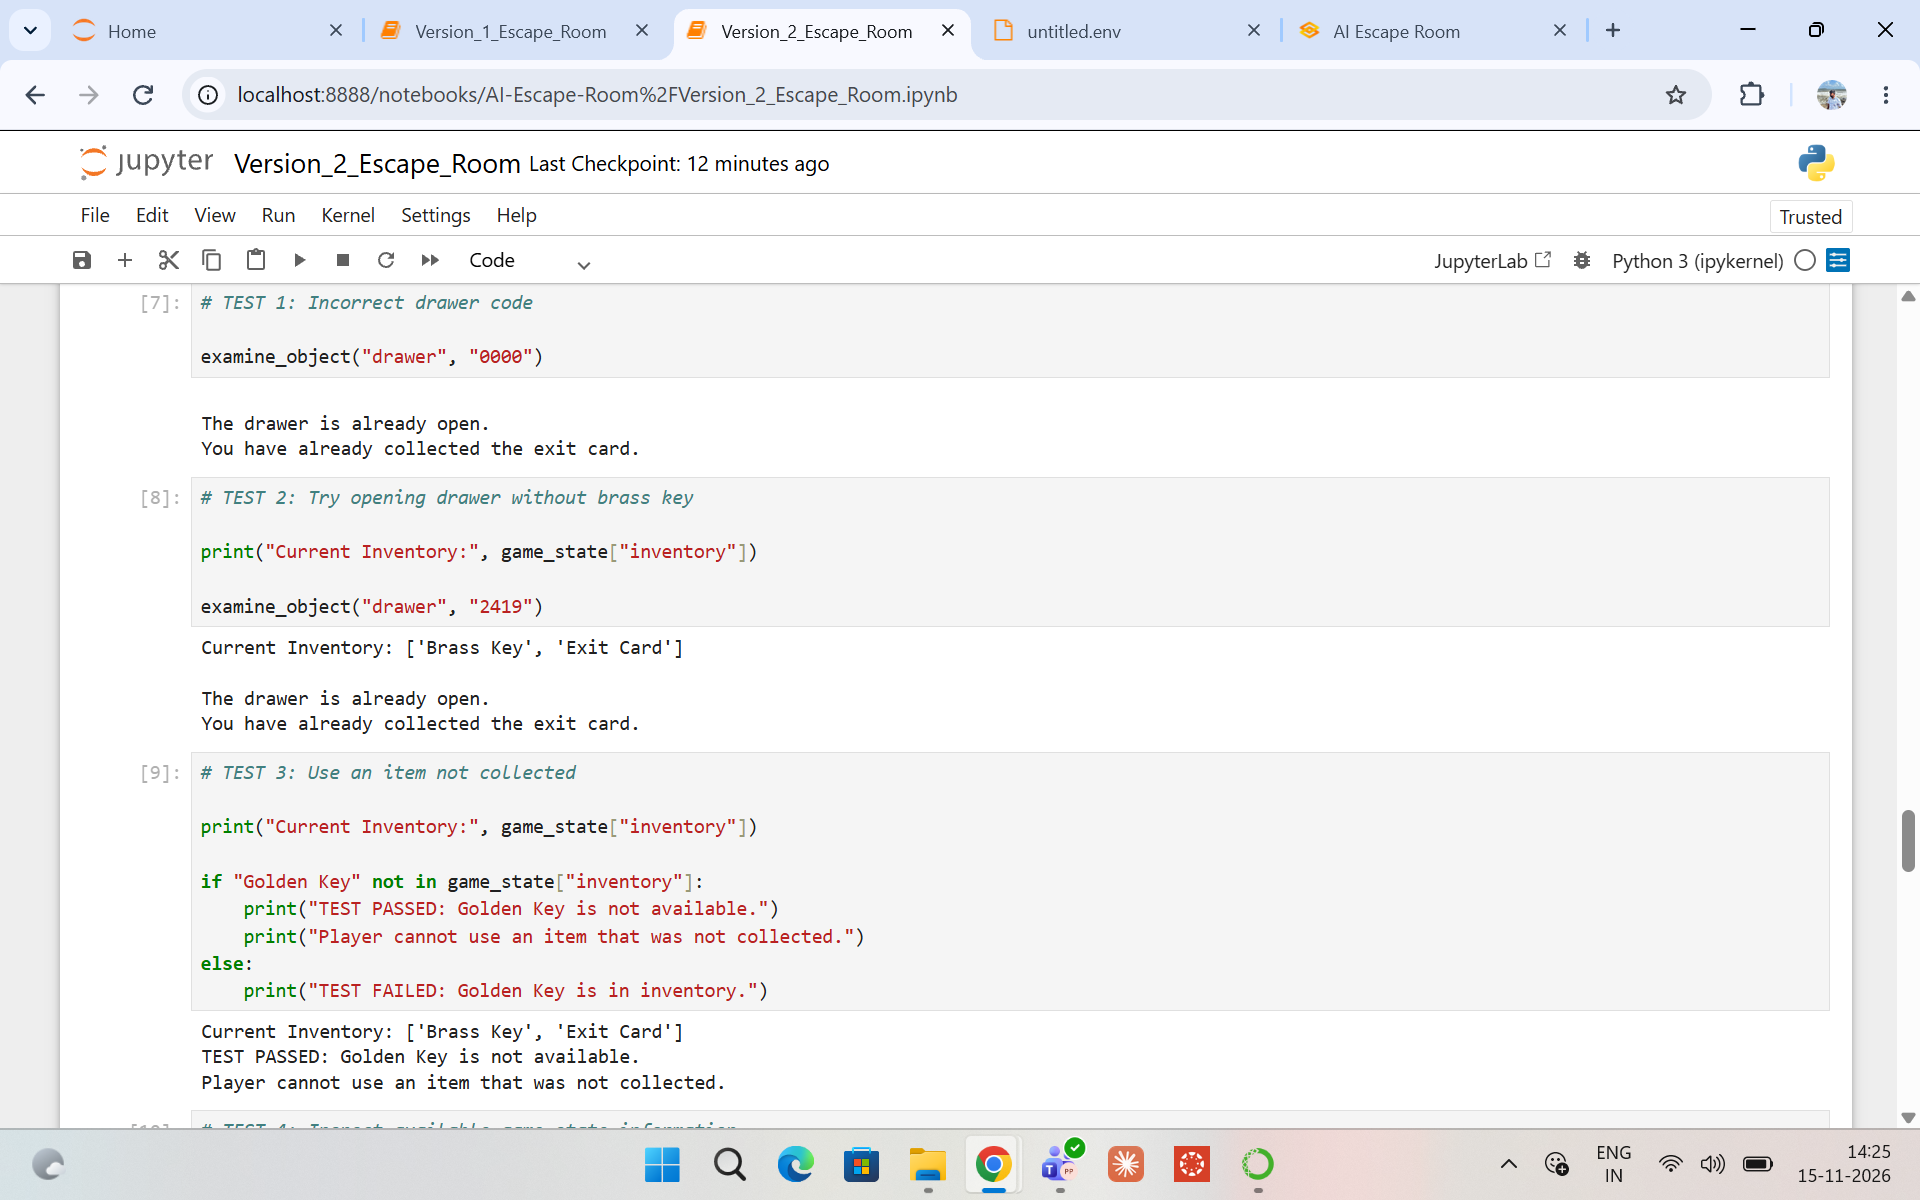 Home
Version_1_Escape_Room
Version_2_Escape_Room
untitled.env
AI Escape Room
localhost:8888/notebooks/AI-Escape-Room%2FVersion_2_Escape_Room.ipynb
jupyter Version_2_Escape_Room Last Checkpoint: 12 minutes ago
File Edit View Run Kernel Settings Help
Trusted
Code
JupyterLab
Python 3 (ipykernel)
[7]: # TEST 1: Incorrect drawer code
examine_object("drawer", "0000")
The drawer is already open.
You have already collected the exit card.
[8]: # TEST 2: Try opening drawer without brass key
print("Current Inventory:", game_state["inventory"])
examine_object("drawer", "2419")
Current Inventory: ['Brass Key', 'Exit Card']
The drawer is already open.
You have already collected the exit card.
[9]: # TEST 3: Use an item not collected
print("Current Inventory:", game_state["inventory"])
if "Golden Key" not in game_state["inventory"]:
print("TEST PASSED: Golden Key is not available.")
print("Player cannot use an item that was not collected.")
else:
print("TEST FAILED: Golden Key is in inventory.")
Current Inventory: ['Brass Key', 'Exit Card']
TEST PASSED: Golden Key is not available.
Player cannot use an item that was not collected.
# TEST 4: Inspect available game state information
T PP
ENG
IN
14:25
15-11-2026